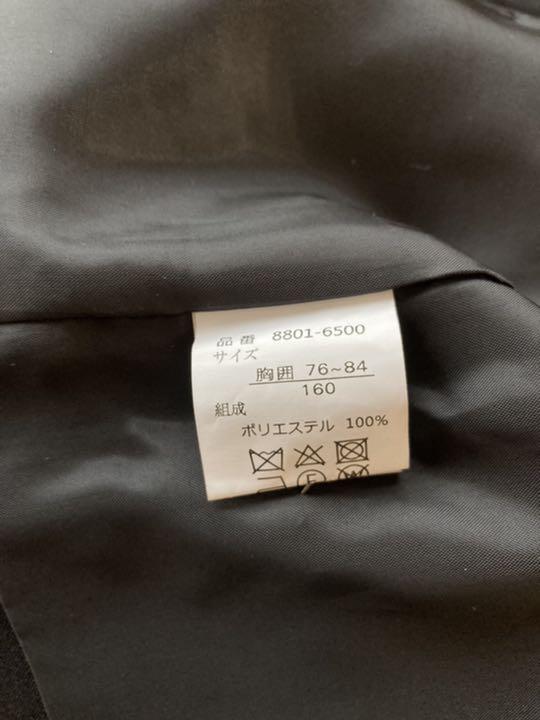 品番 8801-6500
サイズ
胸囲 76~84
160
組成
ポリエステル 100%